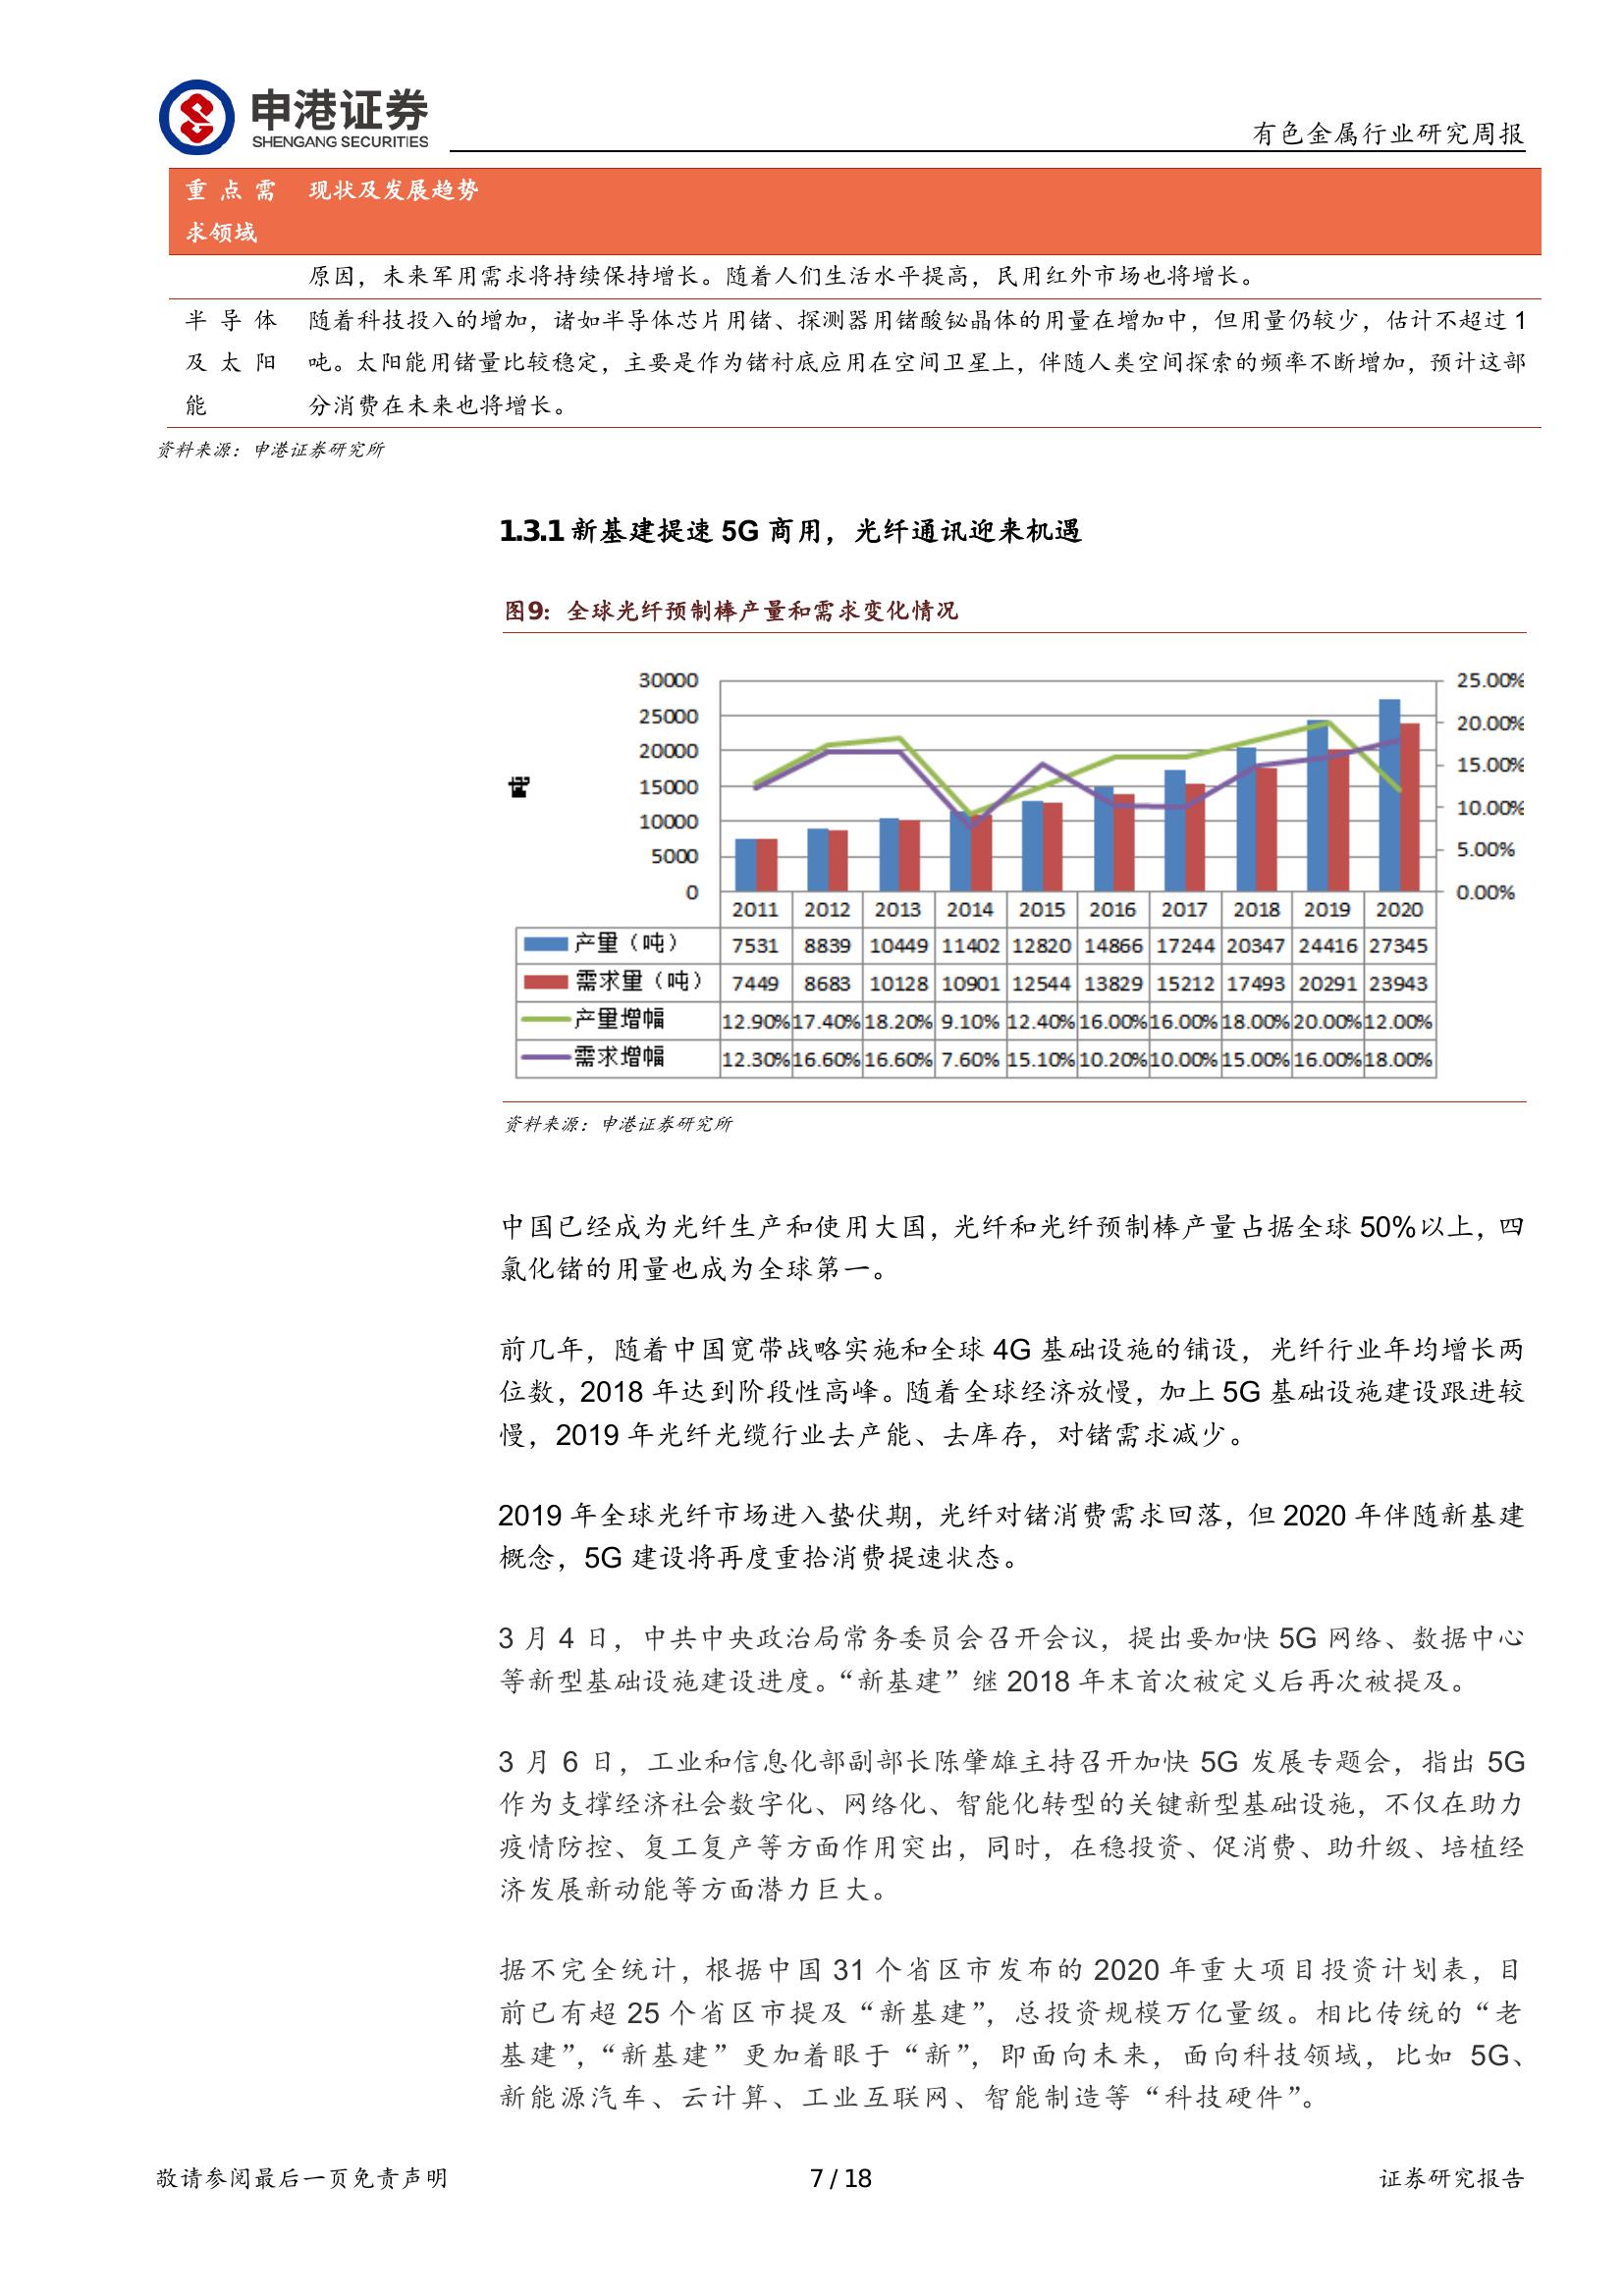 申港证券
SHENGANG SECURITIES
有色金属行业研究周报
重点需 现状及发展趋势
求领域
原因，未来军用需求将持续保持增长。随着人们生活水平提高，民用红外市场也将增长。
半导体 随着科技投入的增加，诸如半导体芯片用锗、探测器用锗酸铋晶体的用量在增加中，但用量仍较少，估计不超过 1
及太阳 吨。太阳能用锗量比较稳定，主要是作为锗衬底应用在空间卫星上，伴随人类空间探索的频率不断增加，预计这部
能 分消费在未来也将增长。
资料来源：申港证券研究所
1.3.1 新基建提速 5G 商用，光纤通讯迎来机遇
图9：全球光纤预制棒产量和需求变化情况
30000 25.00%
25000 20.00%
20000
15000 15.00%
10000 10.00%
5000 5.00%
0 0.00%
2011 2012 2013 2014 2015 2016 2017 2018 2019 2020
产量（吨） 7531 8839 10449 11402 12820 14866 17244 20347 24416 27345
需求量（吨） 7449 8683 10128 10901 12544 13829 15212 17493 20291 23943
产量增幅 12.90% 17.40% 18.20% 9.10% 12.40% 16.00% 16.00% 18.00% 20.00% 12.00%
需求增幅 12.30% 16.60% 16.60% 7.60% 15.10% 10.20% 10.00% 15.00% 16.00% 18.00%
资料来源：申港证券研究所
中国已经成为光纤生产和使用大国，光纤和光纤预制棒产量占据全球 50%以上，四
氯化锗的用量也成为全球第一。
前几年，随着中国宽带战略实施和全球 4G 基础设施的铺设，光纤行业年均增长两
位数，2018 年达到阶段性高峰。随着全球经济放慢，加上 5G 基础设施建设跟进较
慢，2019 年光纤光缆行业去产能、去库存，对锗需求减少。
2019 年全球光纤市场进入蛰伏期，光纤对锗消费需求回落，但 2020 年伴随新基建
概念，5G 建设将再度重拾消费提速状态。
3 月 4 日，中共中央政治局常务委员会召开会议，提出要加快 5G 网络、数据中心
等新型基础设施建设进度。“新基建”继 2018 年末首次被定义后再次被提及。
3 月 6 日，工业和信息化部副部长陈肇雄主持召开加快 5G 发展专题会，指出 5G
作为支撑经济社会数字化、网络化、智能化转型的关键新型基础设施，不仅在助力
疫情防控、复工复产等方面作用突出，同时，在稳投资、促消费、助升级、培植经
济发展新动能等方面潜力巨大。
据不完全统计，根据中国 31 个省区市发布的 2020 年重大项目投资计划表，目
前已有超 25 个省区市提及“新基建”，总投资规模万亿量级。相比传统的“老
基建”，“新基建”更加着眼于“新”，即面向未来，面向科技领域，比如 5G、
新能源汽车、云计算、工业互联网、智能制造等“科技硬件”。
敬请参阅最后一页免责声明 7 / 18 证券研究报告